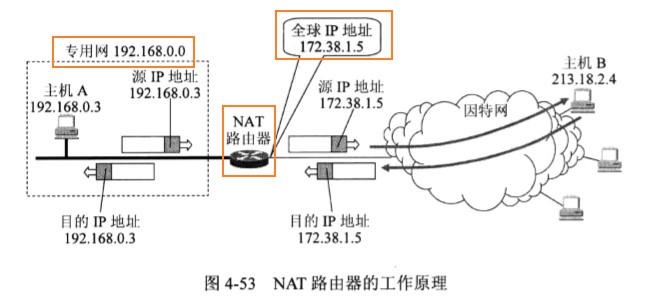 专用网 192.168.0.0
全球 IP 地址
172.38.1.5
主机 A
192.168.0.3
源 IP 地址
192.168.0.3
NAT
路由器
源 IP 地址
172.38.1.5
因特网
主机 B
213.18.2.4
目的 IP 地址
192.168.0.3
目的 IP 地址
172.38.1.5
图 4-53 NAT 路由器的工作原理